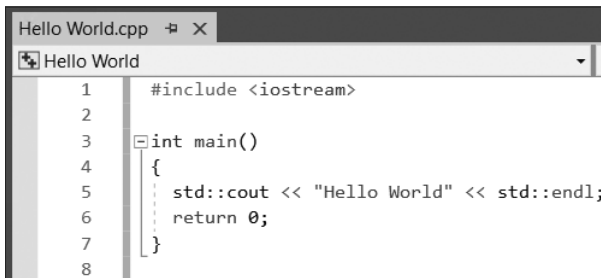 Hello World.cpp
Hello World
1 #include <iostream>
2
3 int main()
4 {
5 std::cout << "Hello World" << std::endl;
6 return 0;
7 }
8